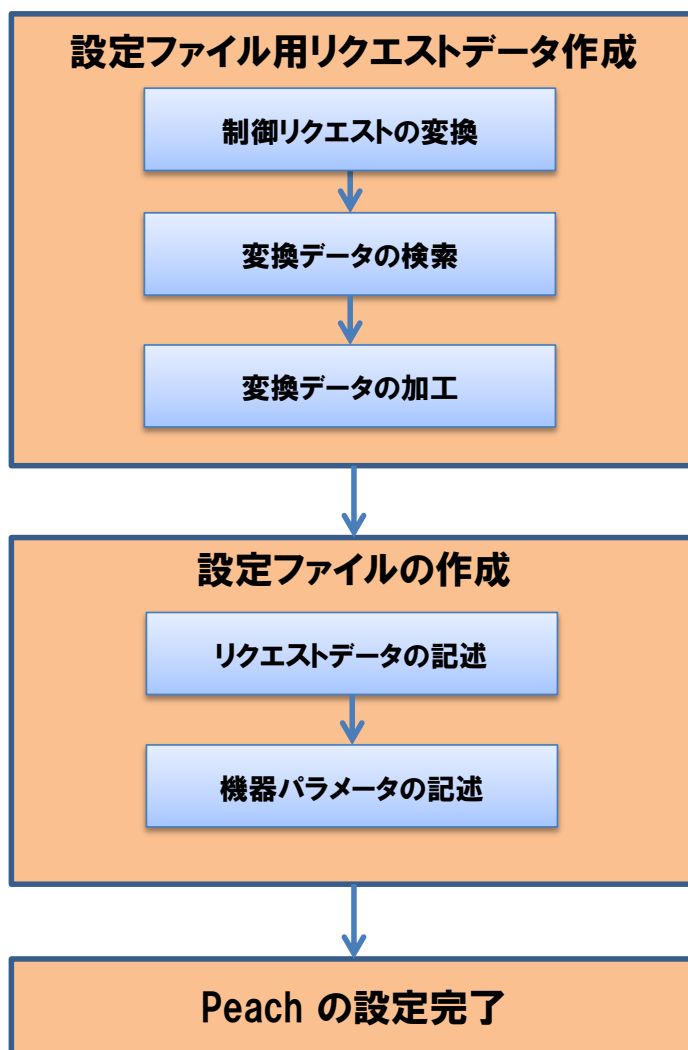 設定ファイル用リクエストデータ作成
制御リクエストの変換
変換データの検索
変換データの加工
設定ファイルの作成
リクエストデータの記述
機器パラメータの記述
Peach の設定完了